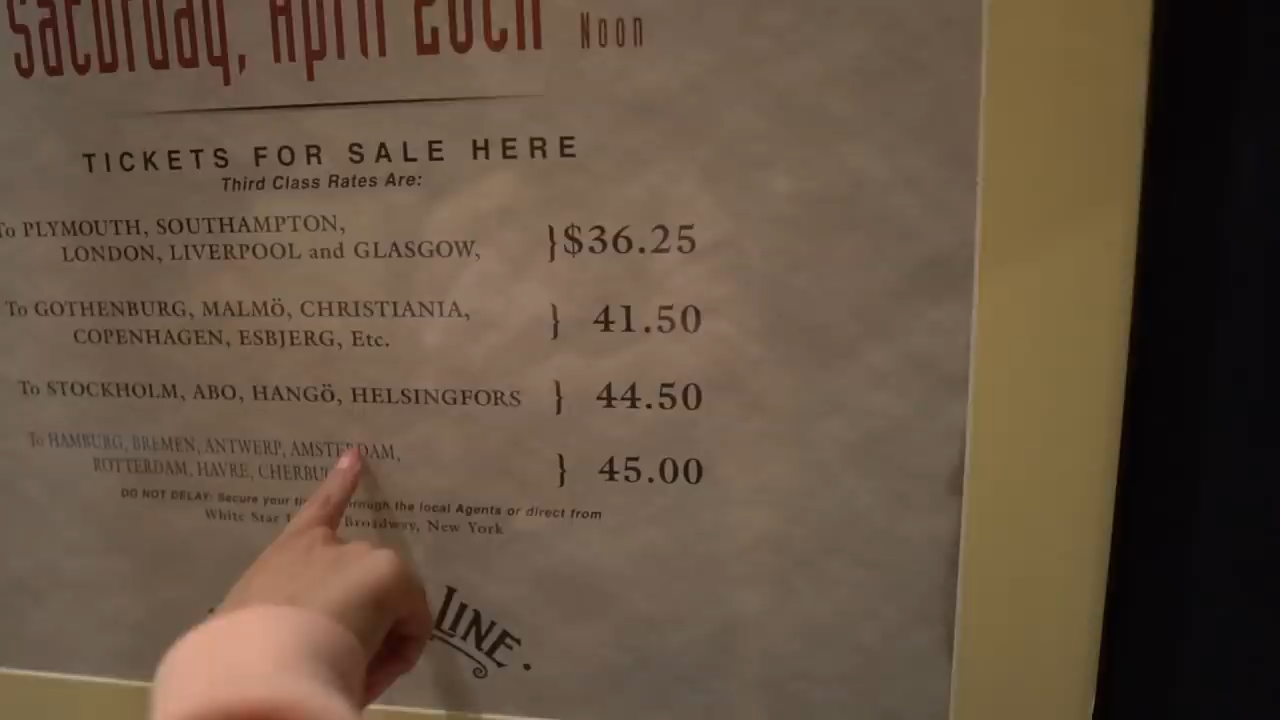 Saturday, April 20th Noon
TICKETS FOR SALE HERE
Third Class Rates Are:
To PLYMOUTH, SOUTHAMPTON,
LONDON, LIVERPOOL and GLASGOW, }$36.25
To GOTHENBURG, MALMö, CHRISTIANIA,
COPENHAGEN, ESBJERG, Etc. } 41.50
To STOCKHOLM, ABO, HANGö, HELSINGFORS } 44.50
To HAMBURG, BREMEN, ANTWERP, AMSTERDAM,
ROTTERDAM, HAVRE, } 45.00
DO NOT DELAY: Secure your through the local Agents or direct from
White Star Broadway, New York
LINE.